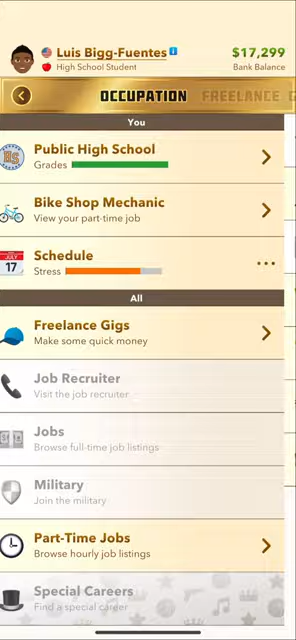 Luis Bigg-Fuentes
$17,299
High School Student
Bank Balance
OCCUPATION
FREELANCE G
You
HS
Public High School
Grades
Bike Shop Mechanic
View your part-time job
JULY
17
Schedule
Stress
All
Freelance Gigs
Make some quick money
Job Recruiter
Visit the job recruiter
Jobs
Browse full-time job listings
Military
Join the military
Part-Time Jobs
Browse hourly job listings
Special Careers
Find a special career